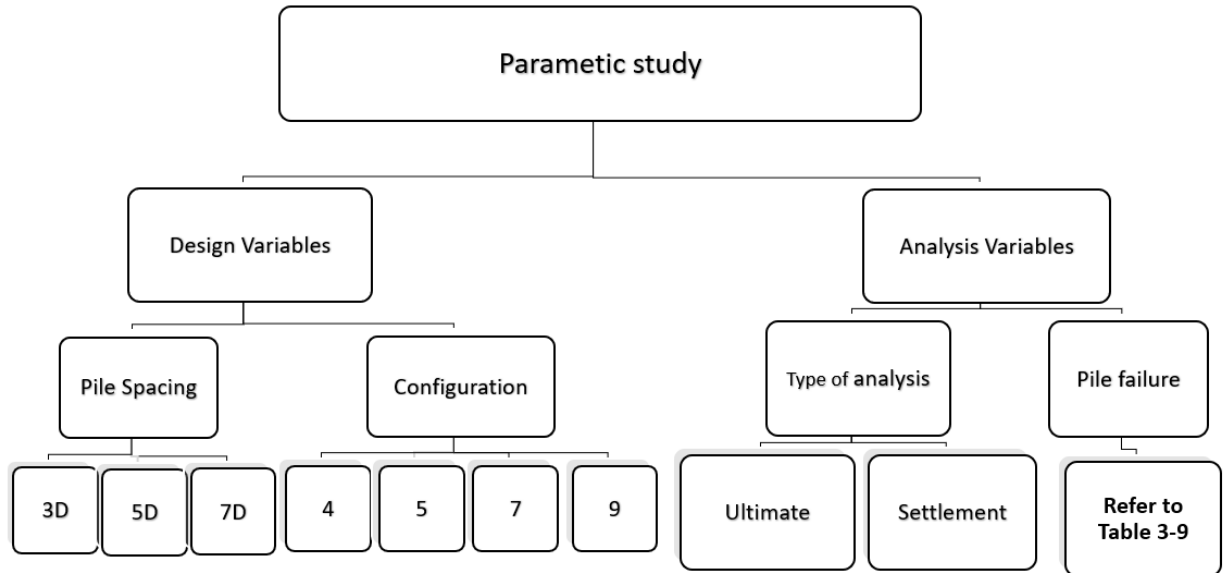 Parametic study
Design Variables
Analysis Variables
Pile Spacing
Configuration
Type of analysis
Pile failure
3D
5D
7D
4
5
7
9
Ultimate
Settlement
Refer to
Table 3-9